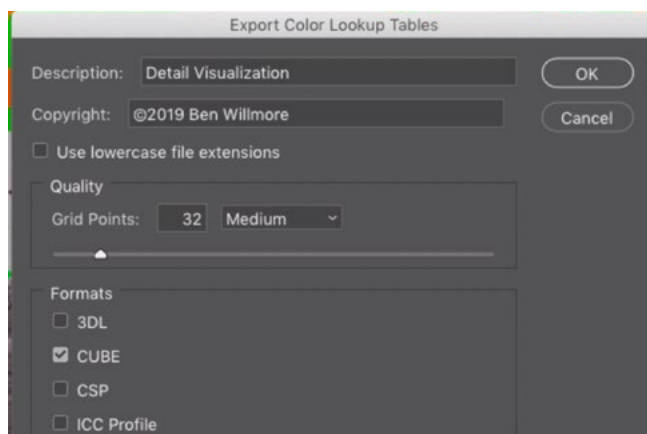 Export Color Lookup Tables
Description: Detail Visualization
OK
Copyright: ©2019 Ben Willmore
Cancel
Use lowercase file extensions
Quality
Grid Points: 32 Medium
Formats
3DL
CUBE
CSP
ICC Profile